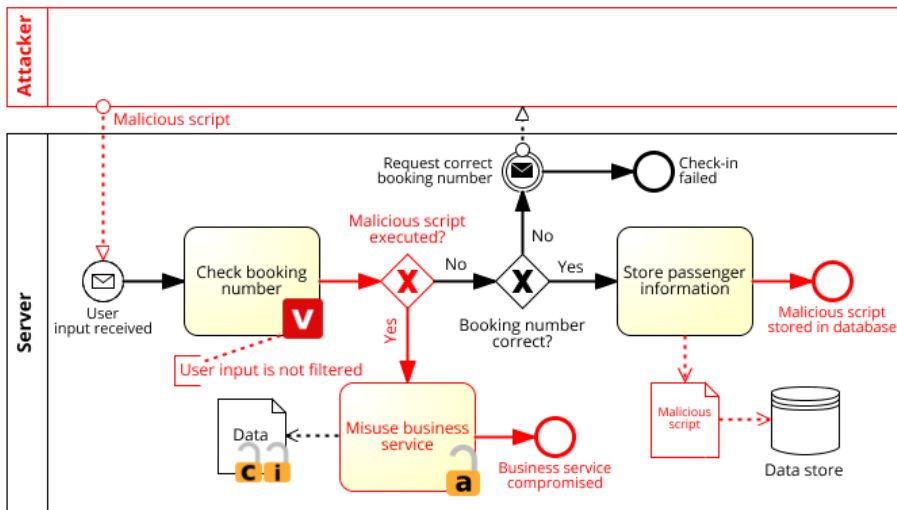 Attacker
Malicious script
Server
Request correct
booking number
Check-in
failed
Malicious script
executed?
No
Check booking
number
X
No
X
Yes
Store passenger
information
User
input received
V
Yes
Booking number
correct?
Malicious script
stored in database
User input is not filtered
Data
c
i
Misuse business
service
a
Business service
compromised
Malicious
script
Data store